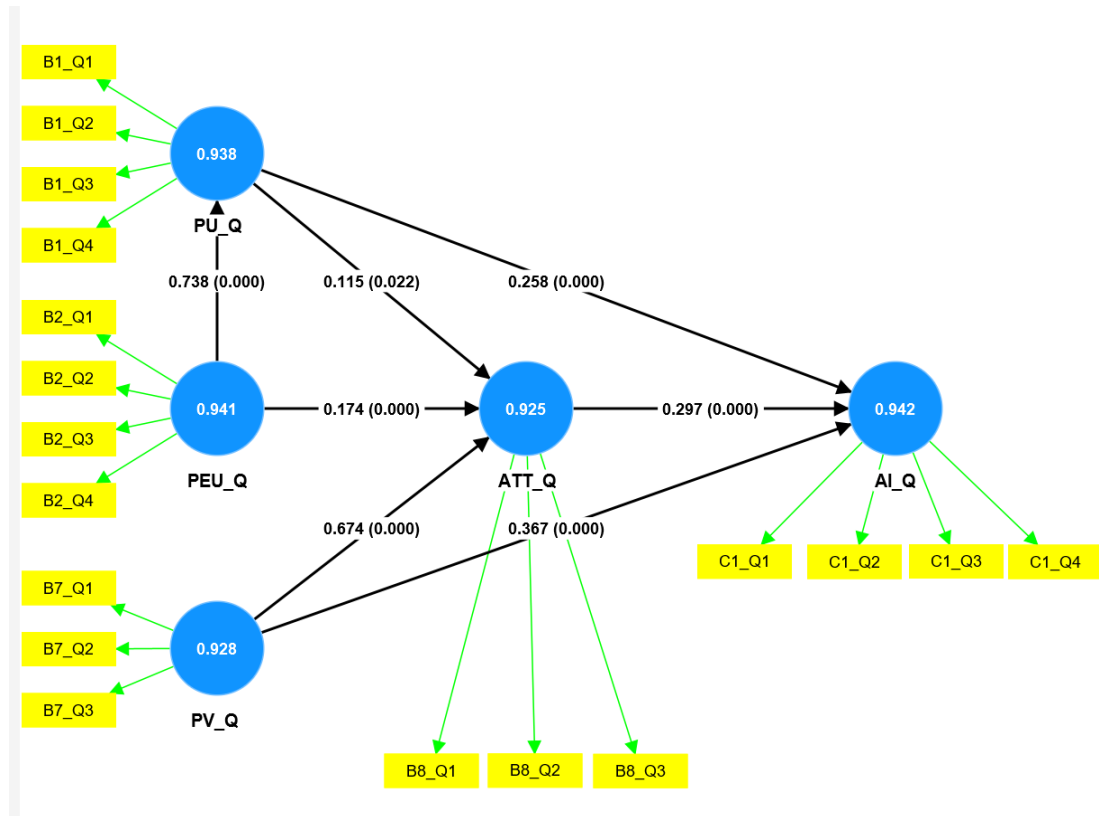 B1_Q1
B1_Q2
B1_Q3
B1_Q4
0.938
PU_Q
0.738 (0.000)
0.115 (0.022)
0.258 (0.000)
B2_Q1
B2_Q2
B2_Q3
B2_Q4
0.941
PEU_Q
0.174 (0.000)
0.925
ATT_Q
0.297 (0.000)
0.942
AI_Q
0.674 (0.000)
0.367 (0.000)
C1_Q1
C1_Q2
C1_Q3
C1_Q4
B7_Q1
B7_Q2
B7_Q3
0.928
PV_Q
B8_Q1
B8_Q2
B8_Q3